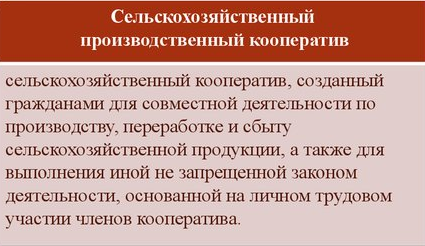 Сельскохозяйственный
производственный кооператив
сельскохозяйственный кооператив, созданный
гражданами для совместной деятельности по
производству, переработке и сбыту
сельскохозяйственной продукции, а также для
выполнения иной не запрещенной законом
деятельности, основанной на личном трудовом
участии членов кооператива.